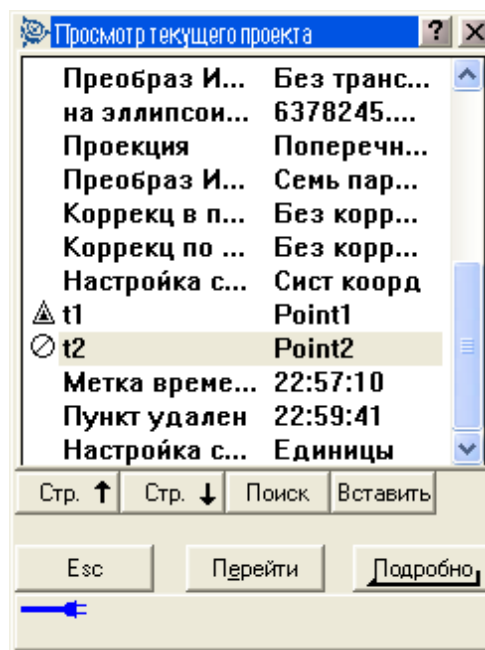 Просмотр текущего проекта ? X
Преобраз И... Без транс...
на эллипсои... 6378245....
Проекция Поперечн...
Преобраз И... Семь пар...
Коррекц в п... Без корр...
Коррекц по ... Без корр...
Настройка с... Сист коорд
t1 Point1
t2 Point2
Метка време... 22:57:10
Пункт удален 22:59:41
Настройка с... Единицы
Стр. ↑ Стр. ↓ Поиск Вставить
Esc Перейти Подробно